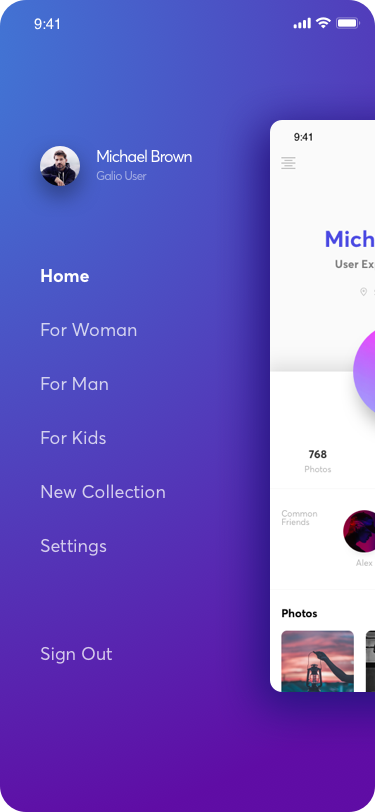 9:41
Michael Brown
Galio User
Home
For Woman
For Man
For Kids
New Collection
Settings
Sign Out
9:41
Mich
User Ex
768
Photos
Common
Friends
Alex
Photos